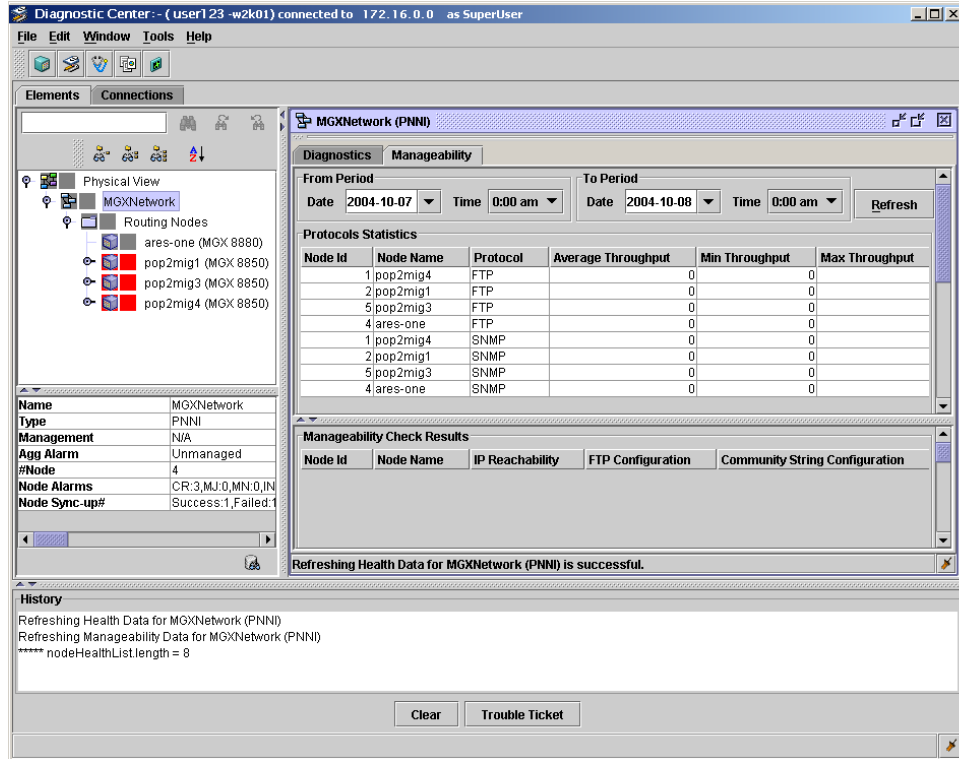 Diagnostic Center:- ( user123 -w2k01) connected to 172.16.0.0 as SuperUser
File Edit Window Tools Help
Elements Connections
Physical View
MGXNetwork
Routing Nodes
ares-one (MGX 8880)
pop2mig1 (MGX 8850)
pop2mig3 (MGX 8850)
pop2mig4 (MGX 8850)
Name MGXNetwork
Type PNNI
Management N/A
Agg Alarm Unmanaged
#Node 4
Node Alarms CR:3,MJ:0,MN:0,IN
Node Sync-up# Success:1,Failed:1
MGXNetwork (PNNI)
Diagnostics Manageability
From Period To Period
Date 2004-10-07 Time 0:00 am Date 2004-10-08 Time 0:00 am Refresh
Protocols Statistics
Node Id Node Name Protocol Average Throughput Min Throughput Max Throughput
1 pop2mig4 FTP 0 0
2 pop2mig1 FTP 0 0
5 pop2mig3 FTP 0 0
4 ares-one FTP 0 0
1 pop2mig4 SNMP 0 0
2 pop2mig1 SNMP 0 0
5 pop2mig3 SNMP 0 0
4 ares-one SNMP 0 0
Manageability Check Results
Node Id Node Name IP Reachability FTP Configuration Community String Configuration
Refreshing Health Data for MGXNetwork (PNNI) is successful.
History
Refreshing Health Data for MGXNetwork (PNNI)
Refreshing Manageability Data for MGXNetwork (PNNI)
***** nodeHealthList.length = 8
Clear Trouble Ticket